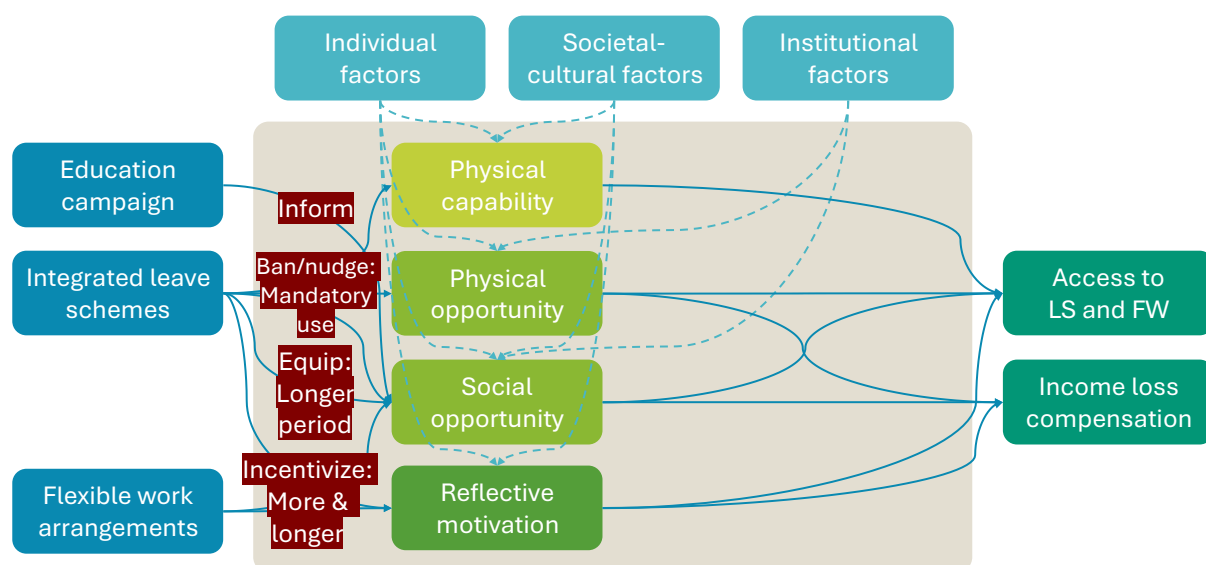 Individual
factors
Societal-
cultural factors
Institutional
factors
Education
campaign
Physical
capability
Inform
Integrated leave
schemes
Ban/nudge:
Mandatory
use
Physical
opportunity
Access to
LS and FW
Equip:
Longer
period
Social
opportunity
Income loss
compensation
Flexible work
arrangements
Incentivize:
More &
longer
Reflective
motivation